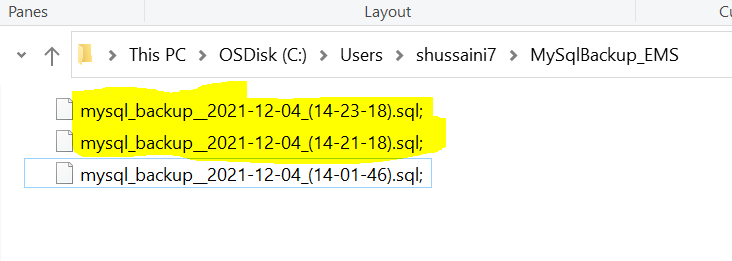 Panes Layout Cu
This PC > OSDisk (C:) > Users > shussaini7 > MySqlBackup_EMS
mysql_backup__2021-12-04_(14-23-18).sql;
mysql_backup__2021-12-04_(14-21-18).sql;
mysql_backup__2021-12-04_(14-01-46).sql;